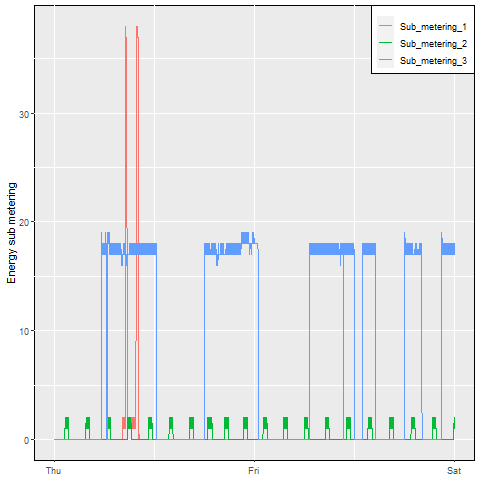 Sub_metering_1
Sub_metering_2
Sub_metering_3
30
20
10
0
Energy sub metering
Thu
Fri
Sat